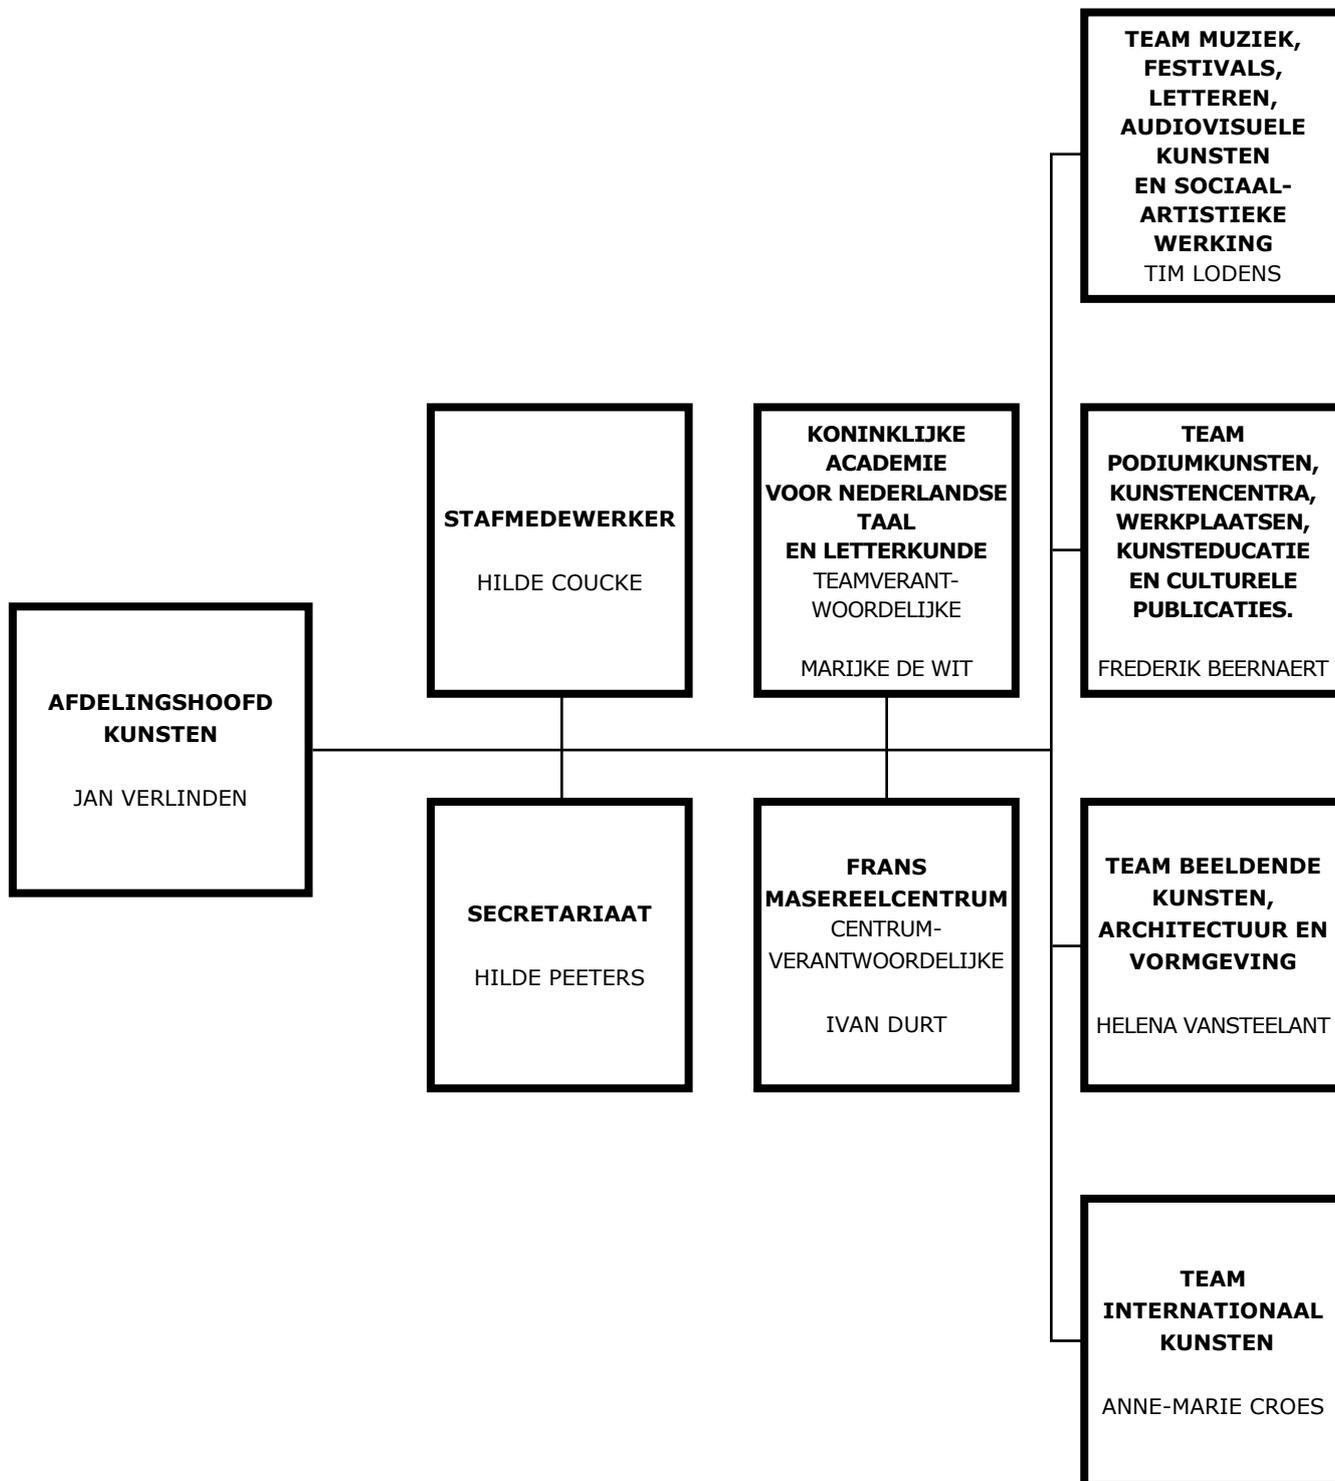 TEAM MUZIEK,
FESTIVALS,
LETTEREN,
AUDIOVISUELE
KUNSTEN
EN SOCIAAL-
ARTISTIEKE
WERKING
TIM LODENS
STAFMEDEWERKER
HILDE COUCKE
KONINKLIJKE
ACADEMIE
VOOR NEDERLANDSE
TAAL
EN LETTERKUNDE
TEAMVERANT-
WOORDELIJKE
MARIJKE DE WIT
TEAM
PODIUMKUNSTEN,
KUNSTENCENTRA,
WERKPLAATSEN,
KUNSTEDUCATIE
EN CULTURELE
PUBLICATIES.
FREDERIK BEERNAERT
AFDELINGSHOOFD
KUNSTEN
JAN VERLINDEN
SECRETARIAAT
HILDE PEETERS
FRANS
MASEREELCENTRUM
CENTRUM-
VERANTWOORDELIJKE
IVAN DURT
TEAM BEELDENDE
KUNSTEN,
ARCHITECTUUR EN
VORMGEVING
HELENA VANSTEELANT
TEAM
INTERNATIONAAL
KUNSTEN
ANNE-MARIE CROES